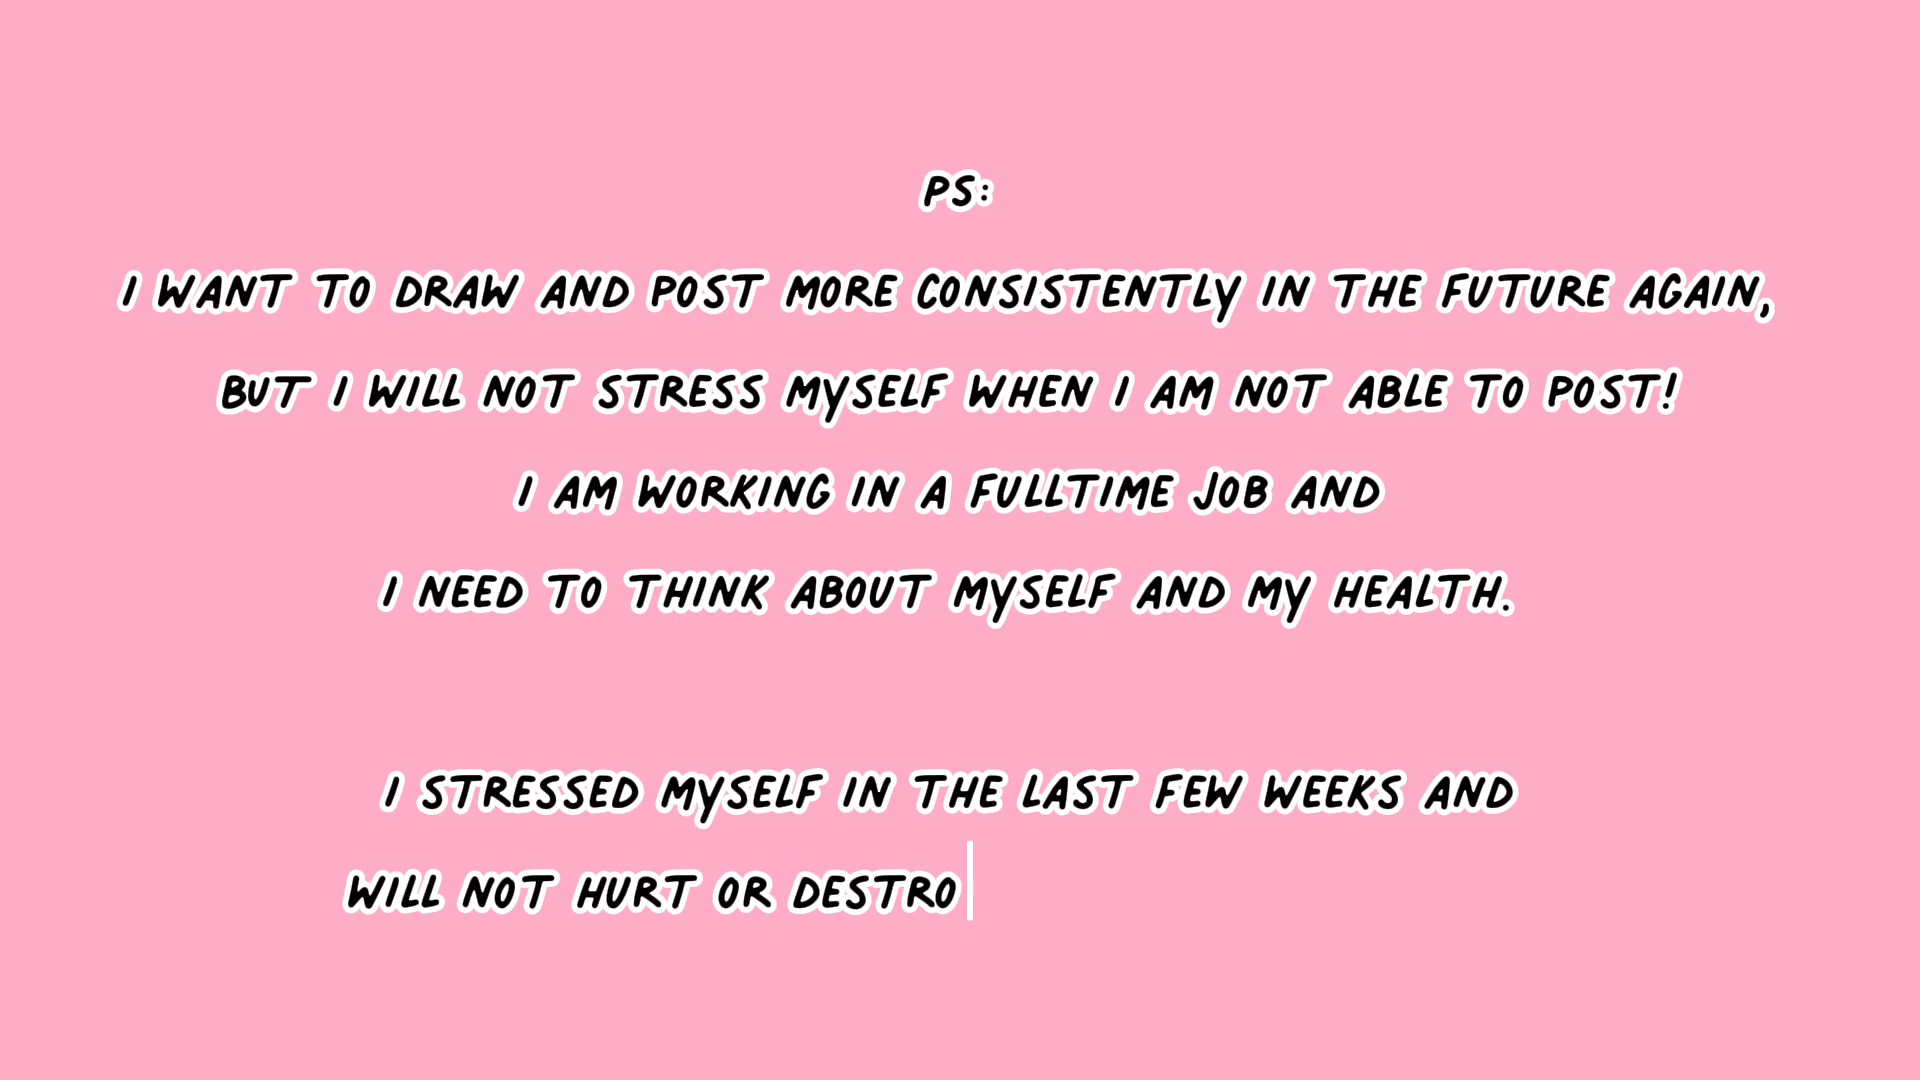 PS:
I WANT TO DRAW AND POST MORE CONSISTENTLY IN THE FUTURE AGAIN,
BUT I WILL NOT STRESS MYSELF WHEN I AM NOT ABLE TO POST!
I AM WORKING IN A FULLTIME JOB AND
I NEED TO THINK ABOUT MYSELF AND MY HEALTH.
I STRESSED MYSELF IN THE LAST FEW WEEKS AND
WILL NOT HURT OR DESTRO